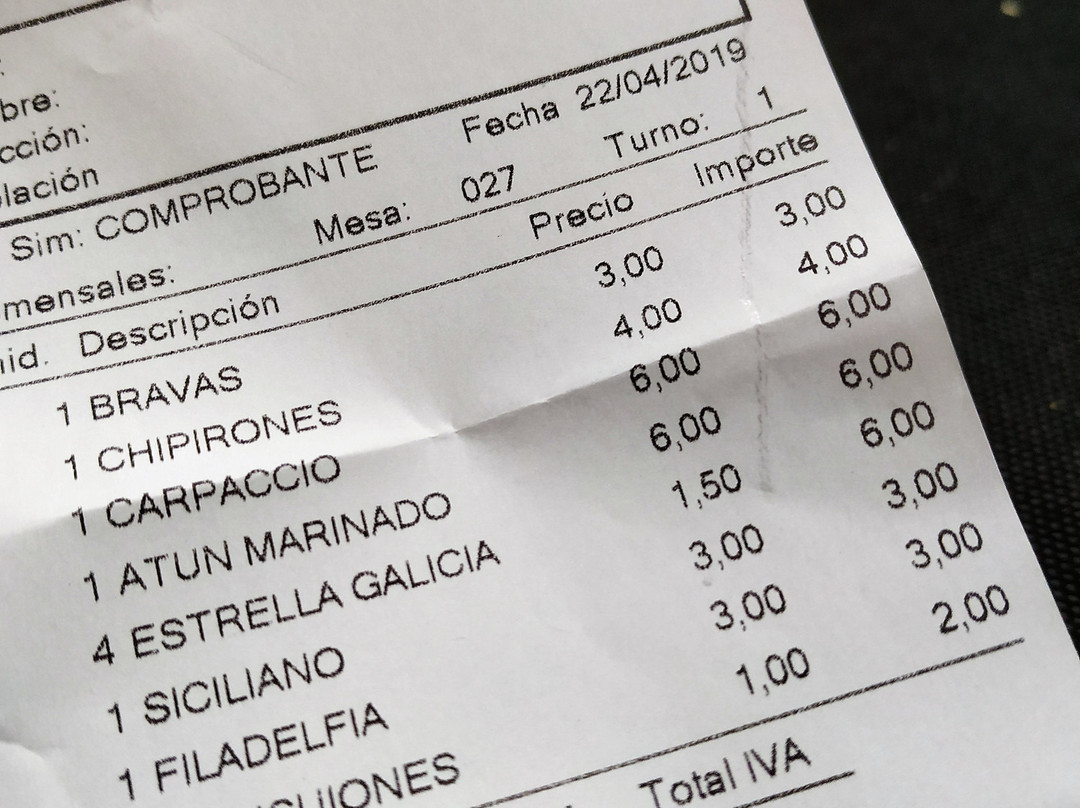 bre:
cción:
lación
Fecha 22/04/2019
Sim: COMPROBANTE
Mesa: 027 Turno: 1
mensales:
id. Descripción Precio Importe
1 BRAVAS 3,00 3,00
1 CHIPIRONES 4,00 4,00
1 CARPACCIO 6,00 6,00
1 ATUN MARINADO 6,00 6,00
4 ESTRELLA GALICIA 1,50 6,00
1 SICILIANO 3,00 3,00
1 FILADELFIA 3,00 3,00
1,00 2,00
Total IVA